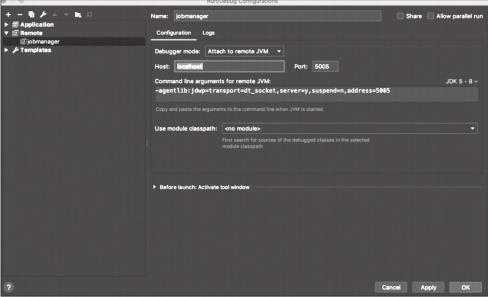 Run/Debug Configurations
Application
Remote
jobmanager
Templates
Name: jobmanager
Share
Allow parallel run
Configuration
Logs
Debugger mode: Attach to remote JVM
Host: localhost
Port: 5005
Command line arguments for remote JVM:
JDK 5 - 8
-agentlib:jdwp=transport=dt_socket,server=y,suspend=n,address=5005
Copy and paste the arguments to the command line when JVM is started
Use module classpath: <no module>
First search for sources of the debugged classes in the selected
module classpath
Before launch: Activate tool window
?
Cancel
Apply
OK